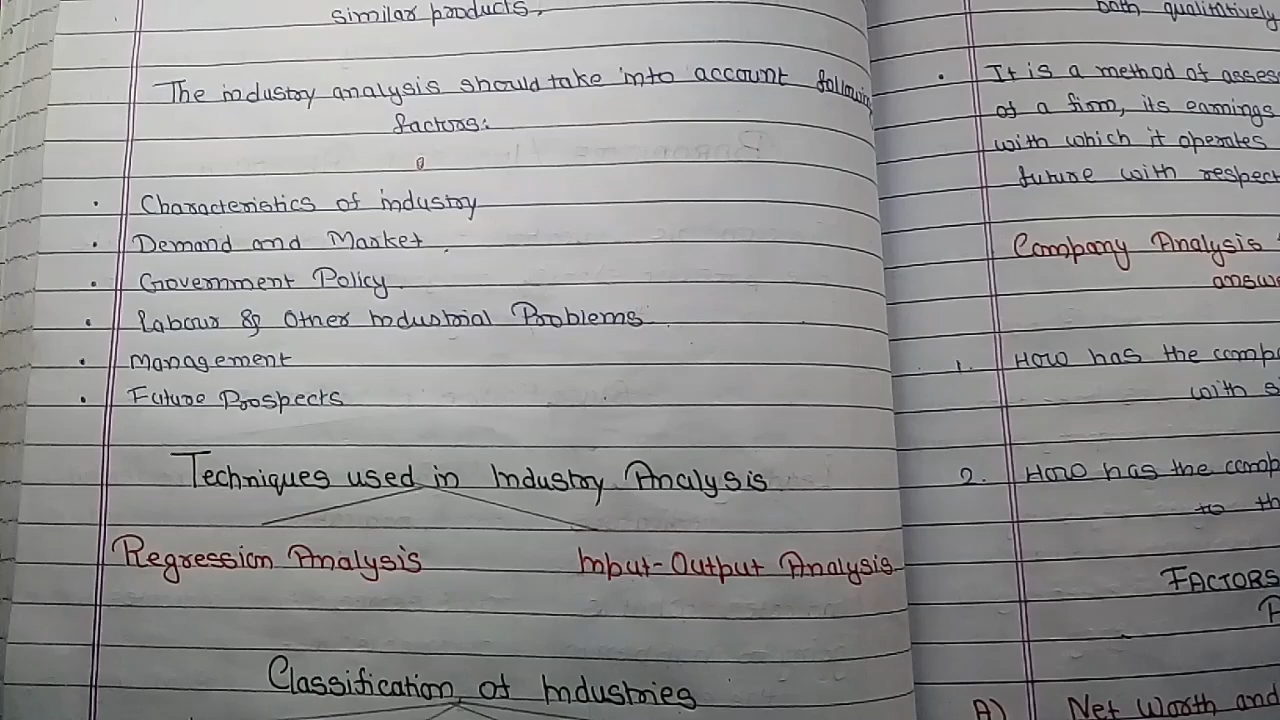 similar products.
The industry analysis should take into account following
factors:
• Characteristics of industry
• Demand and Market
• Government Policy
• Labour & Other Industrial Problems
• Management
• Future Prospects
Techniques used in Industry Analysis
Regression Analysis
Input-Output Analysis
Classification of Industries
both qualitatively
• It is a method of asses
of a firm, its earnings
with which it operates
future with respect
Company Analysis
answ
1. How has the comp
with s
2. How has the comp
to th
FACTORS
A) Net Worth and